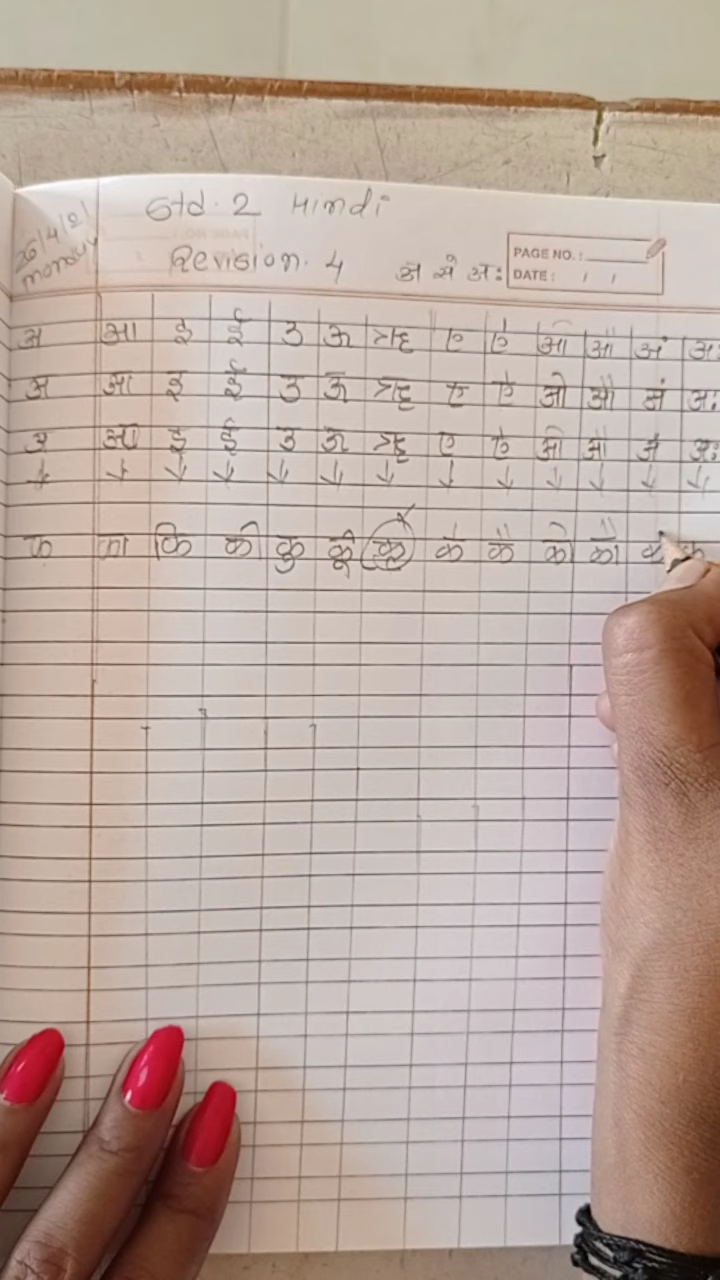 Std. 2 Hindi
26/4/21
monday
Revision. 4 अ से अः
PAGE NO.:
DATE: / /
अ आ इ ई उ ऊ ऋ ए ऐ ओ औ अं अः
अ आ इ ई उ ऊ ऋ ए ऐ ओ औ अं अः
अ आ इ ई उ ऊ ऋ ए ऐ ओ औ अं अः
↓ ↓ ↓ ↓ ↓ ↓ ↓ ↓ ↓ ↓ ↓ ↓ ↓
क का कि की कु कू कृ के कै को कौ क क